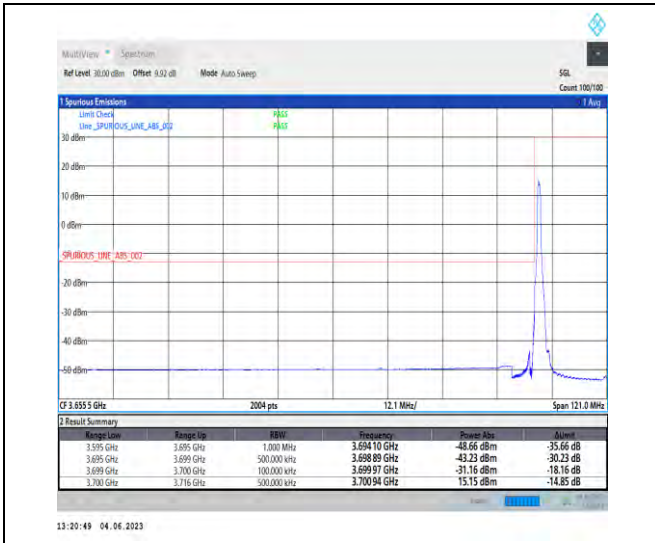 MultiView Spectrum
Ref Level 30.00 dBm Offset 9.92 dB Mode Auto Sweep SGL
Count 100/100
1 Spurious Emissions 1 Avg
Limit Check PASS
Line _SPURIOUS_LINE_ABS_002 PASS
30 dBm
20 dBm
10 dBm
0 dBm
SPURIOUS_LINE_ABS_002
-20 dBm
-30 dBm
-40 dBm
-50 dBm
CF 3.655 5 GHz 2004 pts 12.1 MHz/ Span 121.0 MHz
2 Result Summary
Range Low Range Up RBW Frequency Power Abs ΔLimit
3.595 GHz 3.695 GHz 1.000 MHz 3.694 10 GHz -48.66 dBm -35.66 dB
3.695 GHz 3.699 GHz 500.000 kHz 3.698 89 GHz -43.23 dBm -30.23 dB
3.699 GHz 3.700 GHz 100.000 kHz 3.699 97 GHz -31.16 dBm -18.16 dB
3.700 GHz 3.716 GHz 500.000 kHz 3.700 94 GHz 15.15 dBm -14.85 dB
13:20:49 04.06.2023